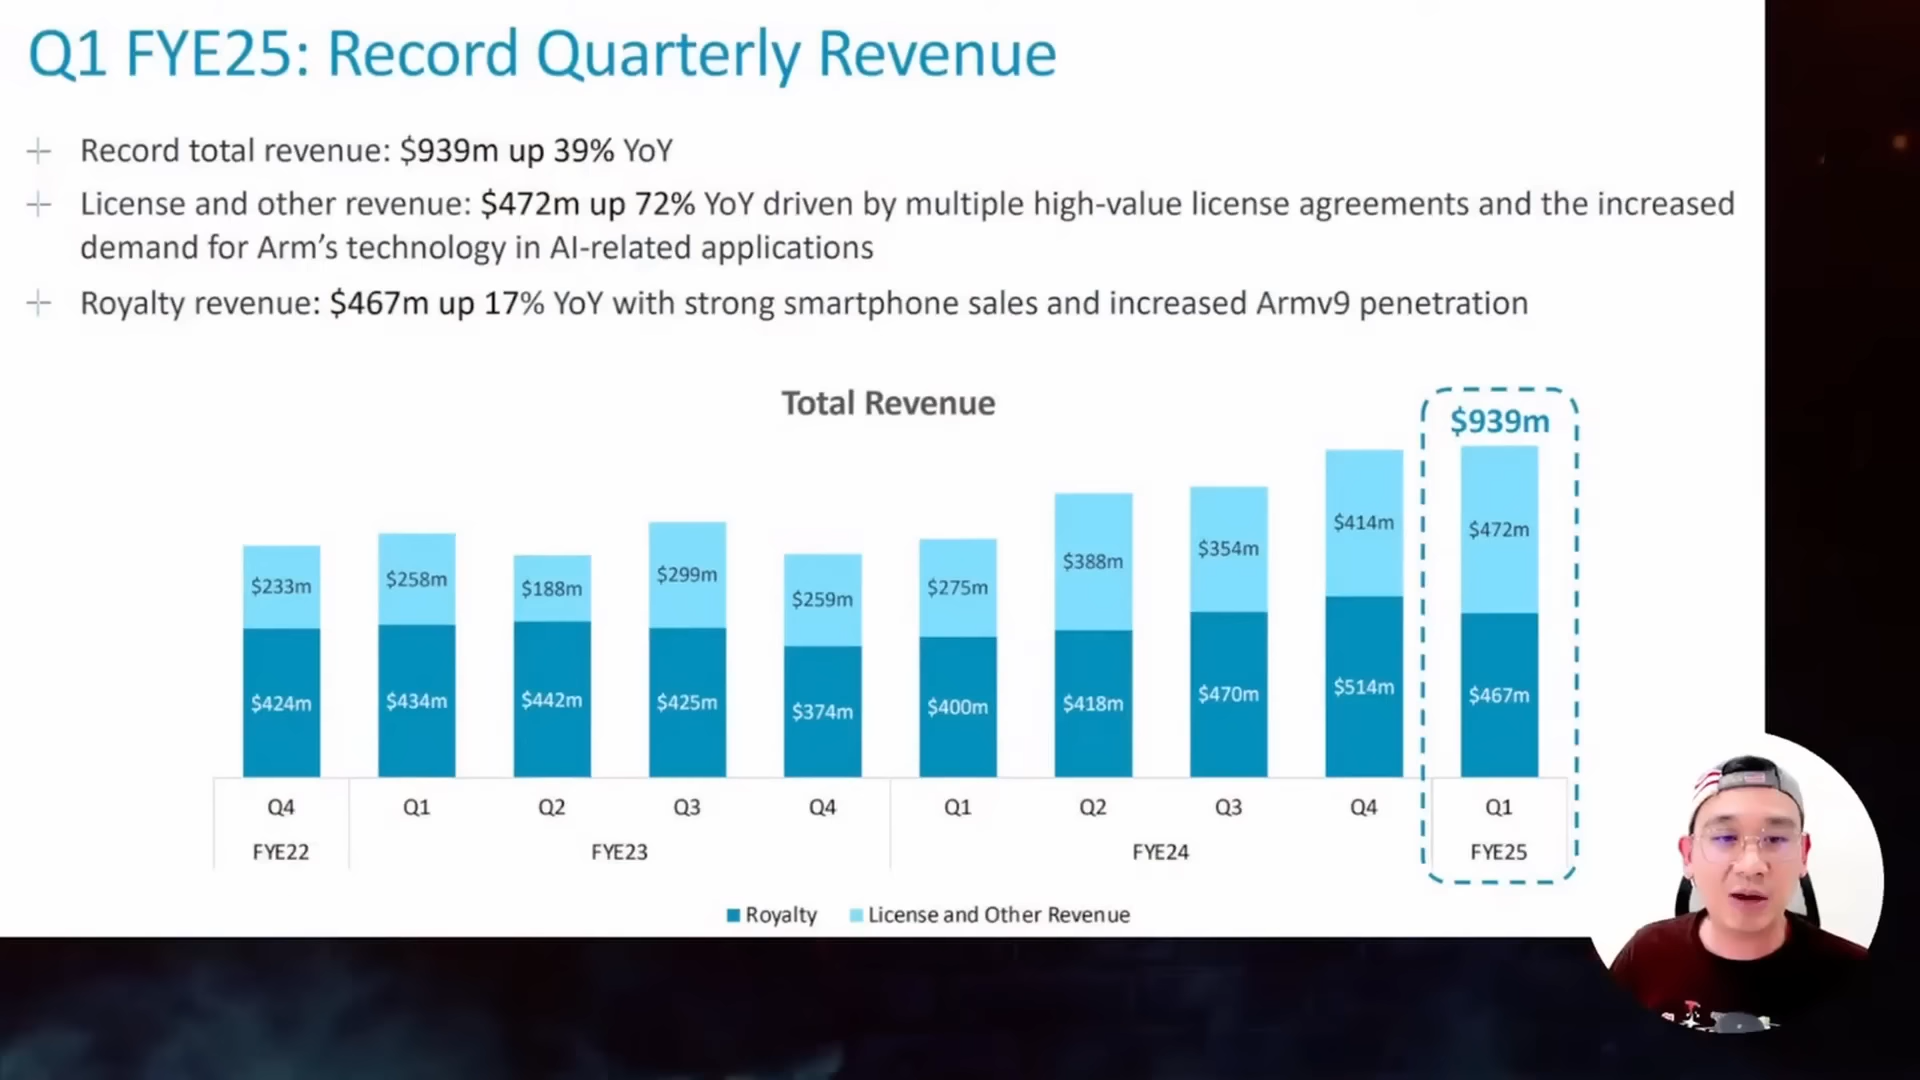 Q1 FYE25: Record Quarterly Revenue
Record total revenue: $939m up 39% YoY
License and other revenue: $472m up 72% YoY driven by multiple high-value license agreements and the increased
demand for Arm’s technology in AI-related applications
Royalty revenue: $467m up 17% YoY with strong smartphone sales and increased Armv9 penetration
Total Revenue
$939m
$233m $258m $188m $299m $259m $275m $388m $354m $414m $472m
$424m $434m $442m $425m $374m $400m $418m $470m $514m $467m
Q4 Q1 Q2 Q3 Q4 Q1 Q2 Q3 Q4 Q1
FYE22 FYE23 FYE24 FYE25
Royalty License and Other Revenue